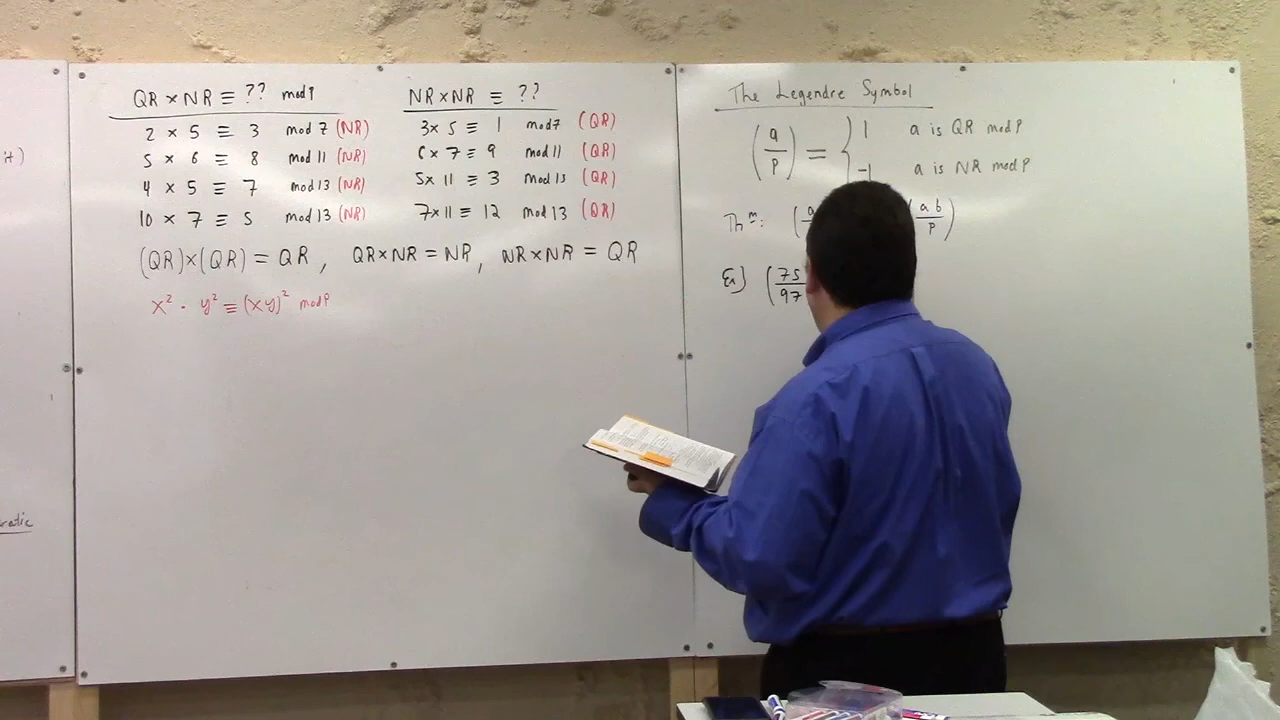 it)
ratic
QR × NR ≡ ?? mod P
2 × 5 ≡ 3 mod 7 (NR)
5 × 6 ≡ 8 mod 11 (NR)
4 × 5 ≡ 7 mod 13 (NR)
10 × 7 ≡ 5 mod 13 (NR)
NR × NR ≡ ??
3 × 5 ≡ 1 mod 7 (QR)
6 × 7 ≡ 9 mod 11 (QR)
5 × 11 ≡ 3 mod 13 (QR)
7 × 11 ≡ 12 mod 13 (QR)
(QR)×(QR) = QR, QR×NR = NR, NR×NR = QR
x² · y² ≡ (xy)² mod P
The Legendre Symbol
(a/P) = { 1 a is QR mod P
-1 a is NR mod P
Thᵐ: (a (ab/P)
Ex) (75/97